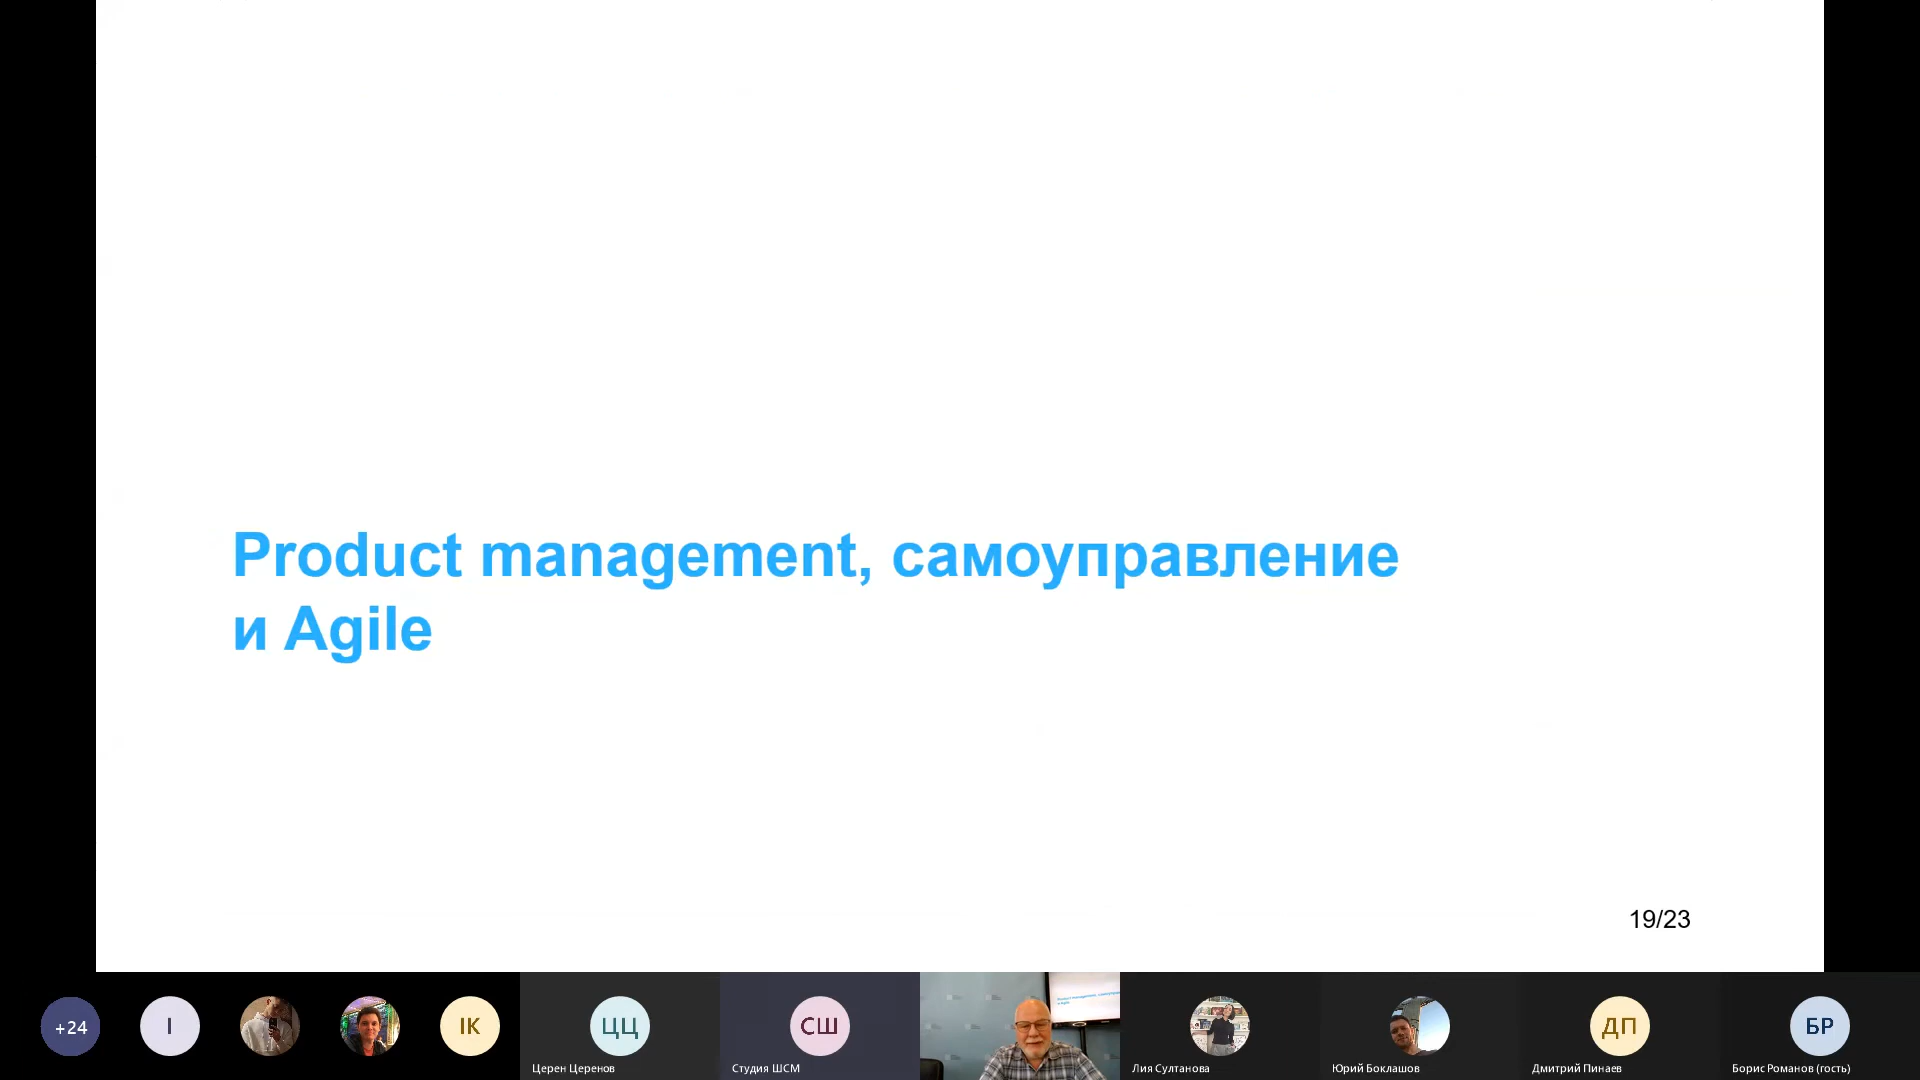 Product management, самоуправление
и Agile
19/23
+24
I
IK
ЦЦ
Церен Церенов
СШ
Студия ШСМ
Лия Султанова
Юрий Боклашов
ДП
Дмитрий Пинаев
БР
Борис Романов (гость)